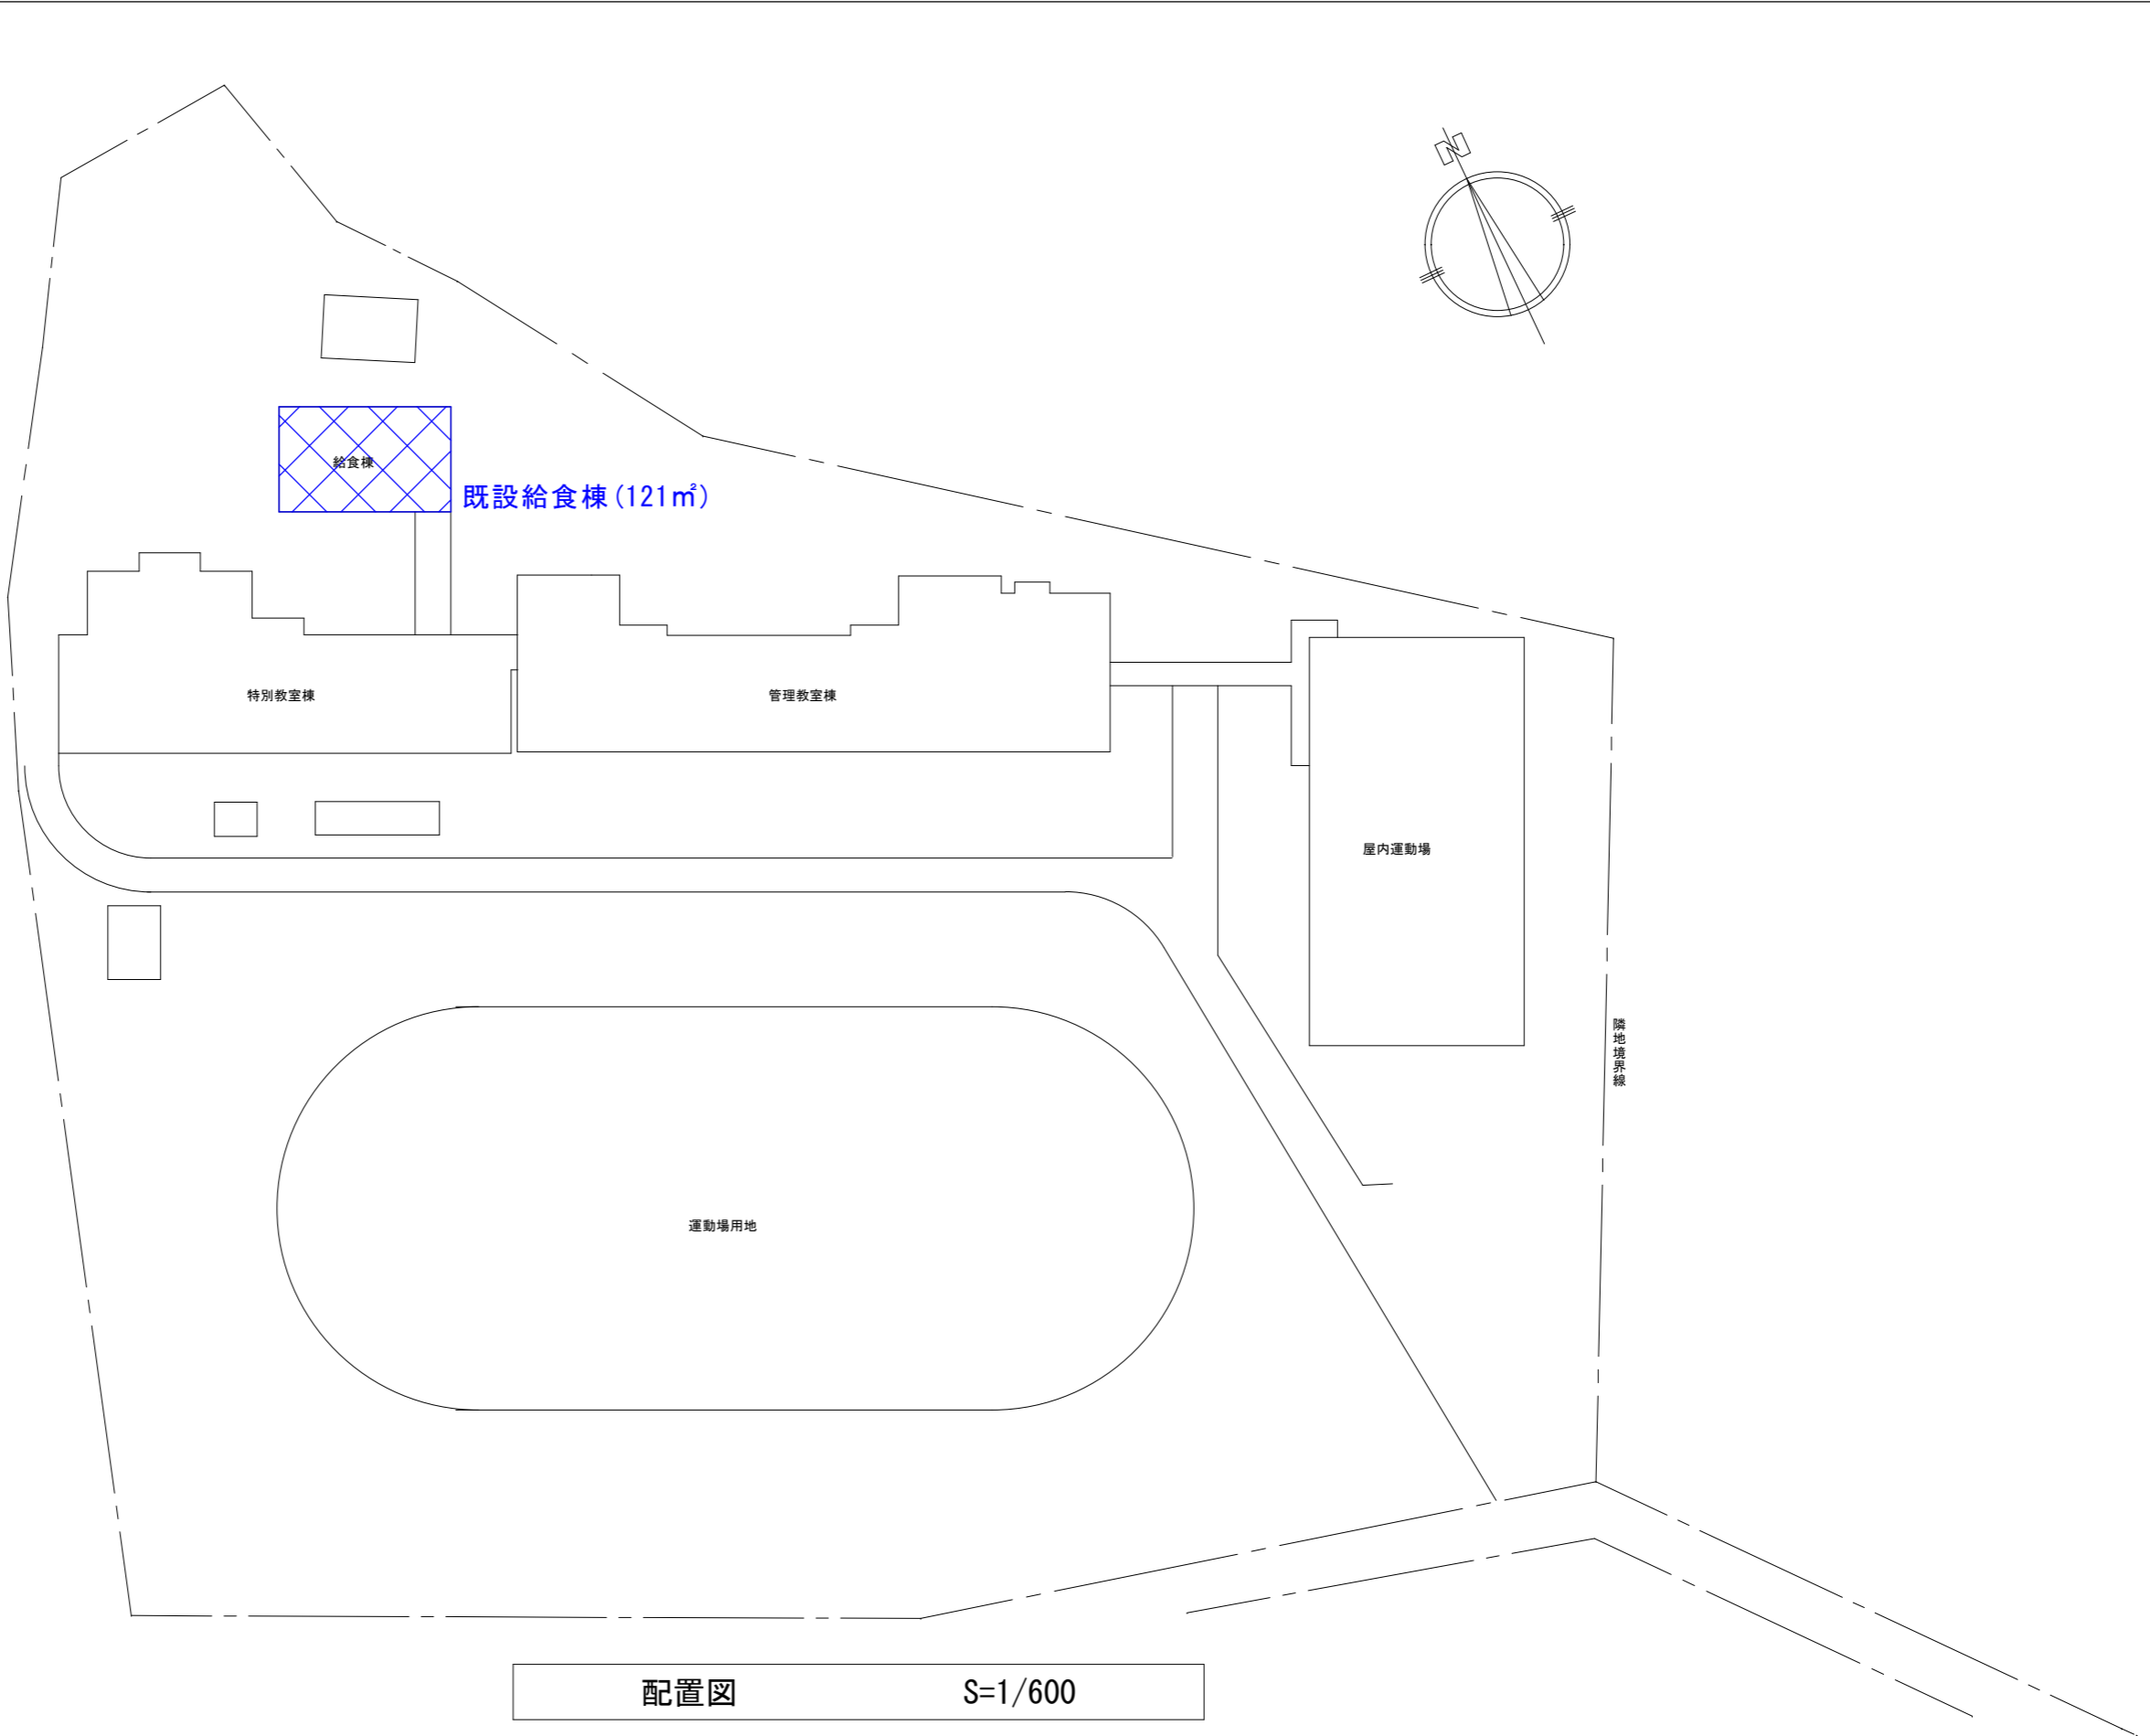 N
給食棟
既設給食棟(121㎡)
特別教室棟
管理教室棟
屋内運動場
隣地境界線
運動場用地
配置図 S=1/600